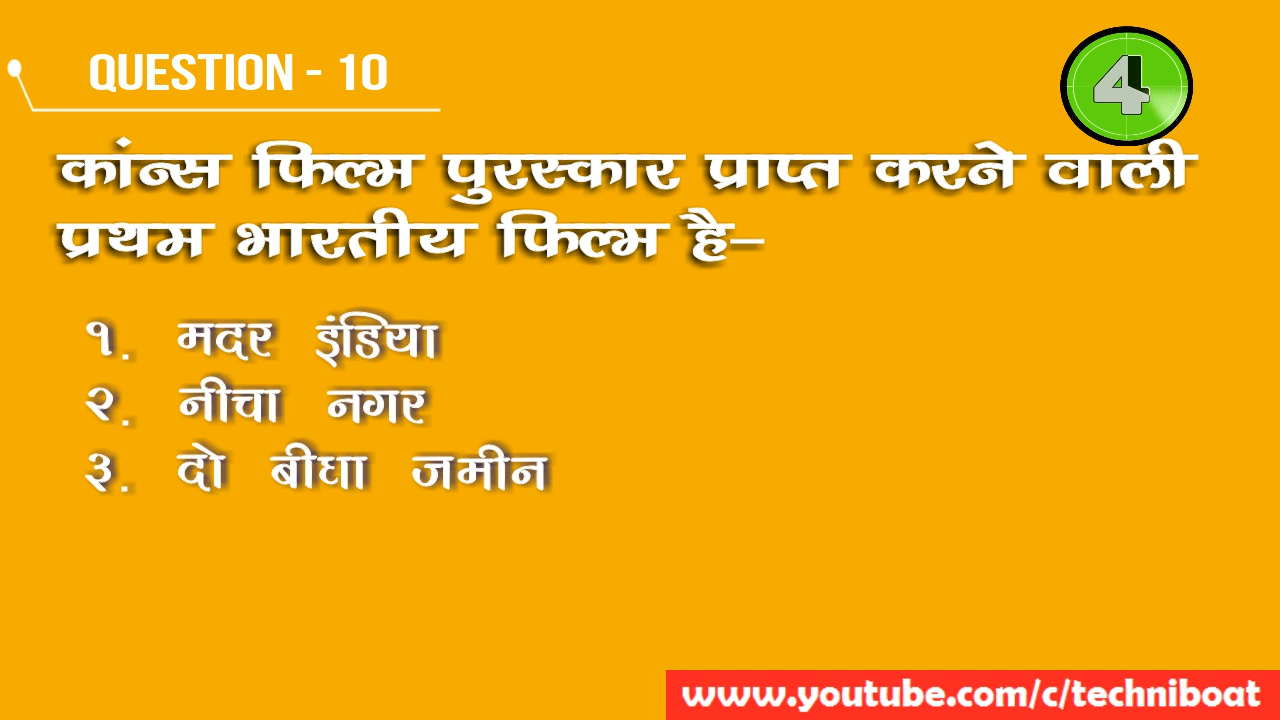 QUESTION - 10
4
कांन्स फिल्म पुरस्कार प्राप्त करने वाली
प्रथम भारतीय फिल्म है–
१. मदर इंडिया
२. नीचा नगर
३. दो बीघा जमीन
www.youtube.com/c/techniboat